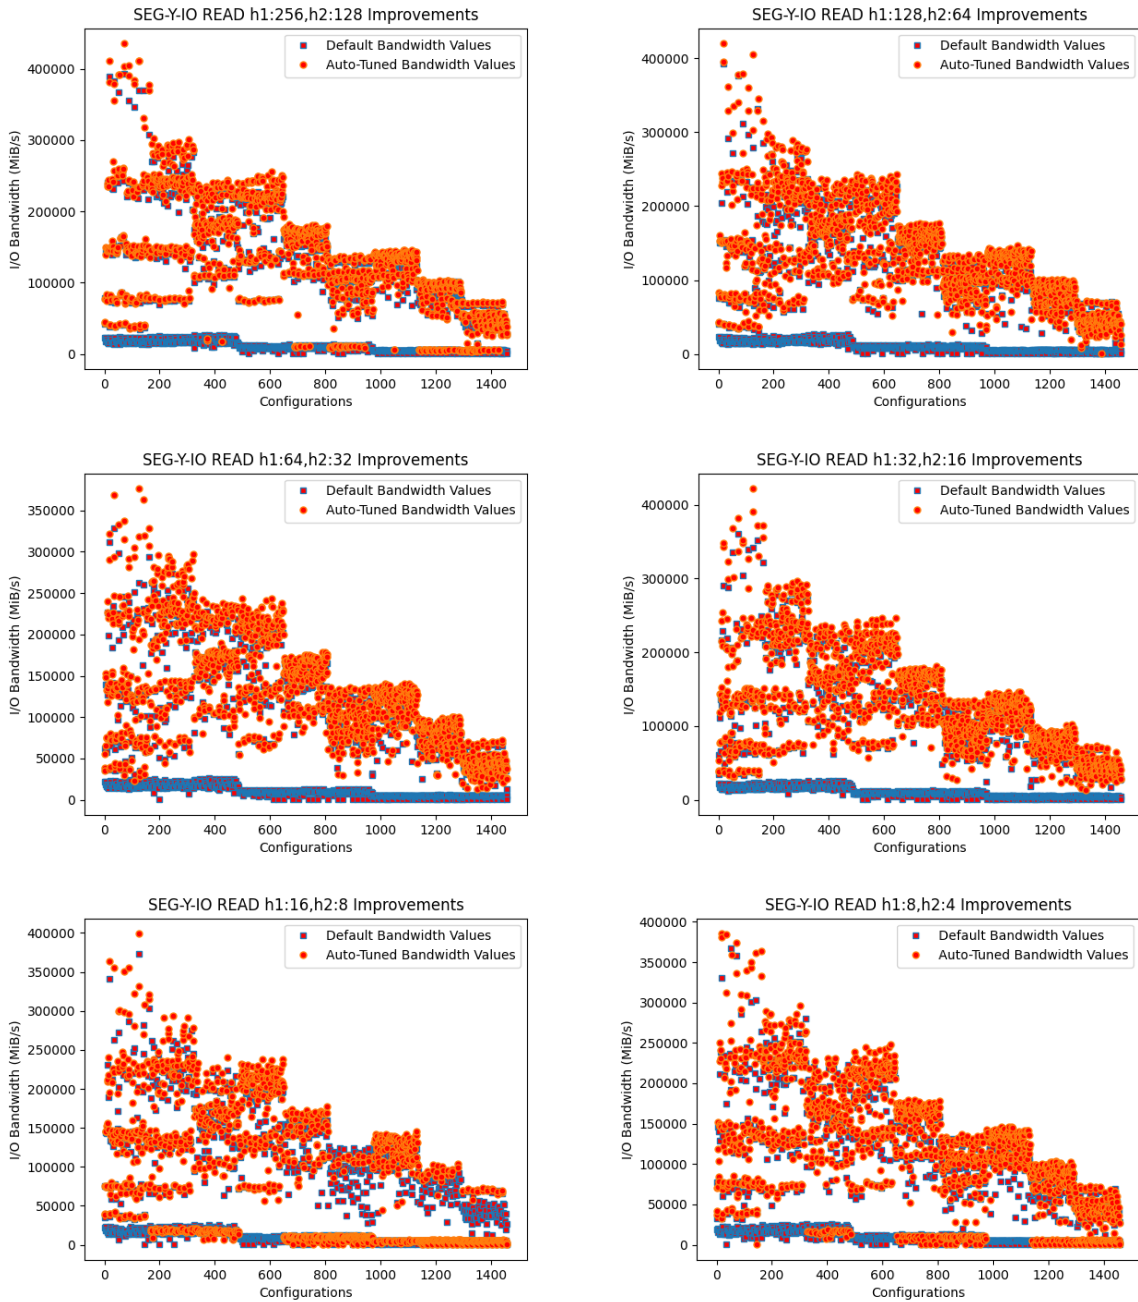 SEG-Y-IO READ h1:256,h2:128 Improvements
Default Bandwidth Values
Auto-Tuned Bandwidth Values
400000
300000
200000
100000
0
I/O Bandwidth (MiB/s)
0 200 400 600 800 1000 1200 1400
Configurations
SEG-Y-IO READ h1:128,h2:64 Improvements
Default Bandwidth Values
Auto-Tuned Bandwidth Values
400000
300000
200000
100000
0
I/O Bandwidth (MiB/s)
0 200 400 600 800 1000 1200 1400
Configurations
SEG-Y-IO READ h1:64,h2:32 Improvements
Default Bandwidth Values
Auto-Tuned Bandwidth Values
350000
300000
250000
200000
150000
100000
50000
0
I/O Bandwidth (MiB/s)
0 200 400 600 800 1000 1200 1400
Configurations
SEG-Y-IO READ h1:32,h2:16 Improvements
Default Bandwidth Values
Auto-Tuned Bandwidth Values
400000
300000
200000
100000
0
I/O Bandwidth (MiB/s)
0 200 400 600 800 1000 1200 1400
Configurations
SEG-Y-IO READ h1:16,h2:8 Improvements
Default Bandwidth Values
Auto-Tuned Bandwidth Values
400000
350000
300000
250000
200000
150000
100000
50000
0
I/O Bandwidth (MiB/s)
0 200 400 600 800 1000 1200 1400
Configurations
SEG-Y-IO READ h1:8,h2:4 Improvements
Default Bandwidth Values
Auto-Tuned Bandwidth Values
400000
350000
300000
250000
200000
150000
100000
50000
0
I/O Bandwidth (MiB/s)
0 200 400 600 800 1000 1200 1400
Configurations